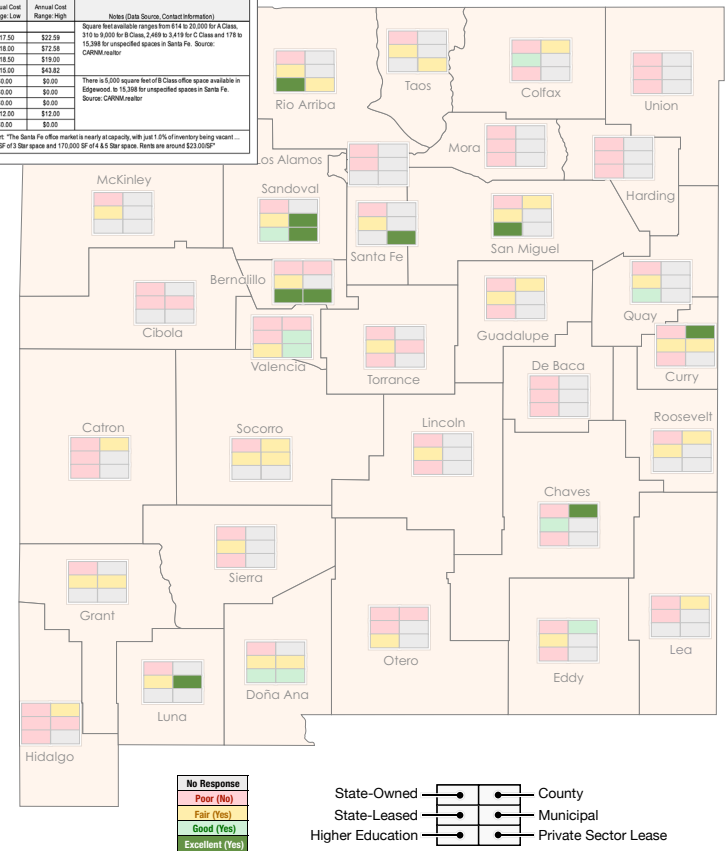 ual Cost Annual Cost
ge: Low Range: High Notes (Data Source, Contact Information)
17.50 $22.59 Square feet available ranges from 614 to 20,000 for A Class,
18.00 $72.58 310 to 9,000 for B Class, 2,469 to 3,419 for C Class and 178 to
18.50 $19.00 15,398 for unspecified spaces in Santa Fe. Source:
15.00 $43.82 CARNM.realtor
0.00 $0.00 There is 5,000 square feet of B Class office space available in
0.00 $0.00 Edgewood. to 15,398 for unspecified spaces in Santa Fe.
12.00 $12.00 Source: CARNM.realtor
0.00 $0.00
rt: "The Santa Fe office market is nearly at capacity, with just 1.0% of inventory being vacant ...
SF of 3 Star space and 170,000 SF of 4 & 5 Star space. Rents are around $23.00/SF"
Rio Arriba
Taos
Colfax
Union
Los Alamos
Mora
McKinley
Sandoval
Harding
Santa Fe
San Miguel
Bernalillo
Cibola
Quay
Valencia
Torrance
Guadalupe
De Baca
Curry
Catron
Socorro
Lincoln
Roosevelt
Chaves
Sierra
Grant
Otero
Lea
Luna
Doña Ana
Eddy
Hidalgo
No Response
Poor (No)
Fair (Yes)
Good (Yes)
Excellent (Yes)
State-Owned County
State-Leased Municipal
Higher Education Private Sector Lease